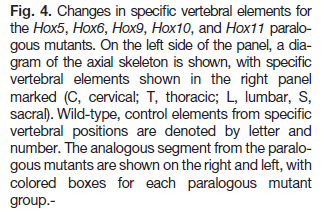 Fig. 4. Changes in specific vertebral elements for
the Hox5, Hox6, Hox9, Hox10, and Hox11 paralo-
gous mutants. On the left side of the panel, a dia-
gram of the axial skeleton is shown, with specific
vertebral elements shown in the right panel
marked (C, cervical; T, thoracic; L, lumbar, S,
sacral). Wild-type, control elements from specific
vertebral positions are denoted by letter and
number. The analogous segment from the paralo-
gous mutants are shown on the right and left, with
colored boxes for each paralogous mutant
group.-